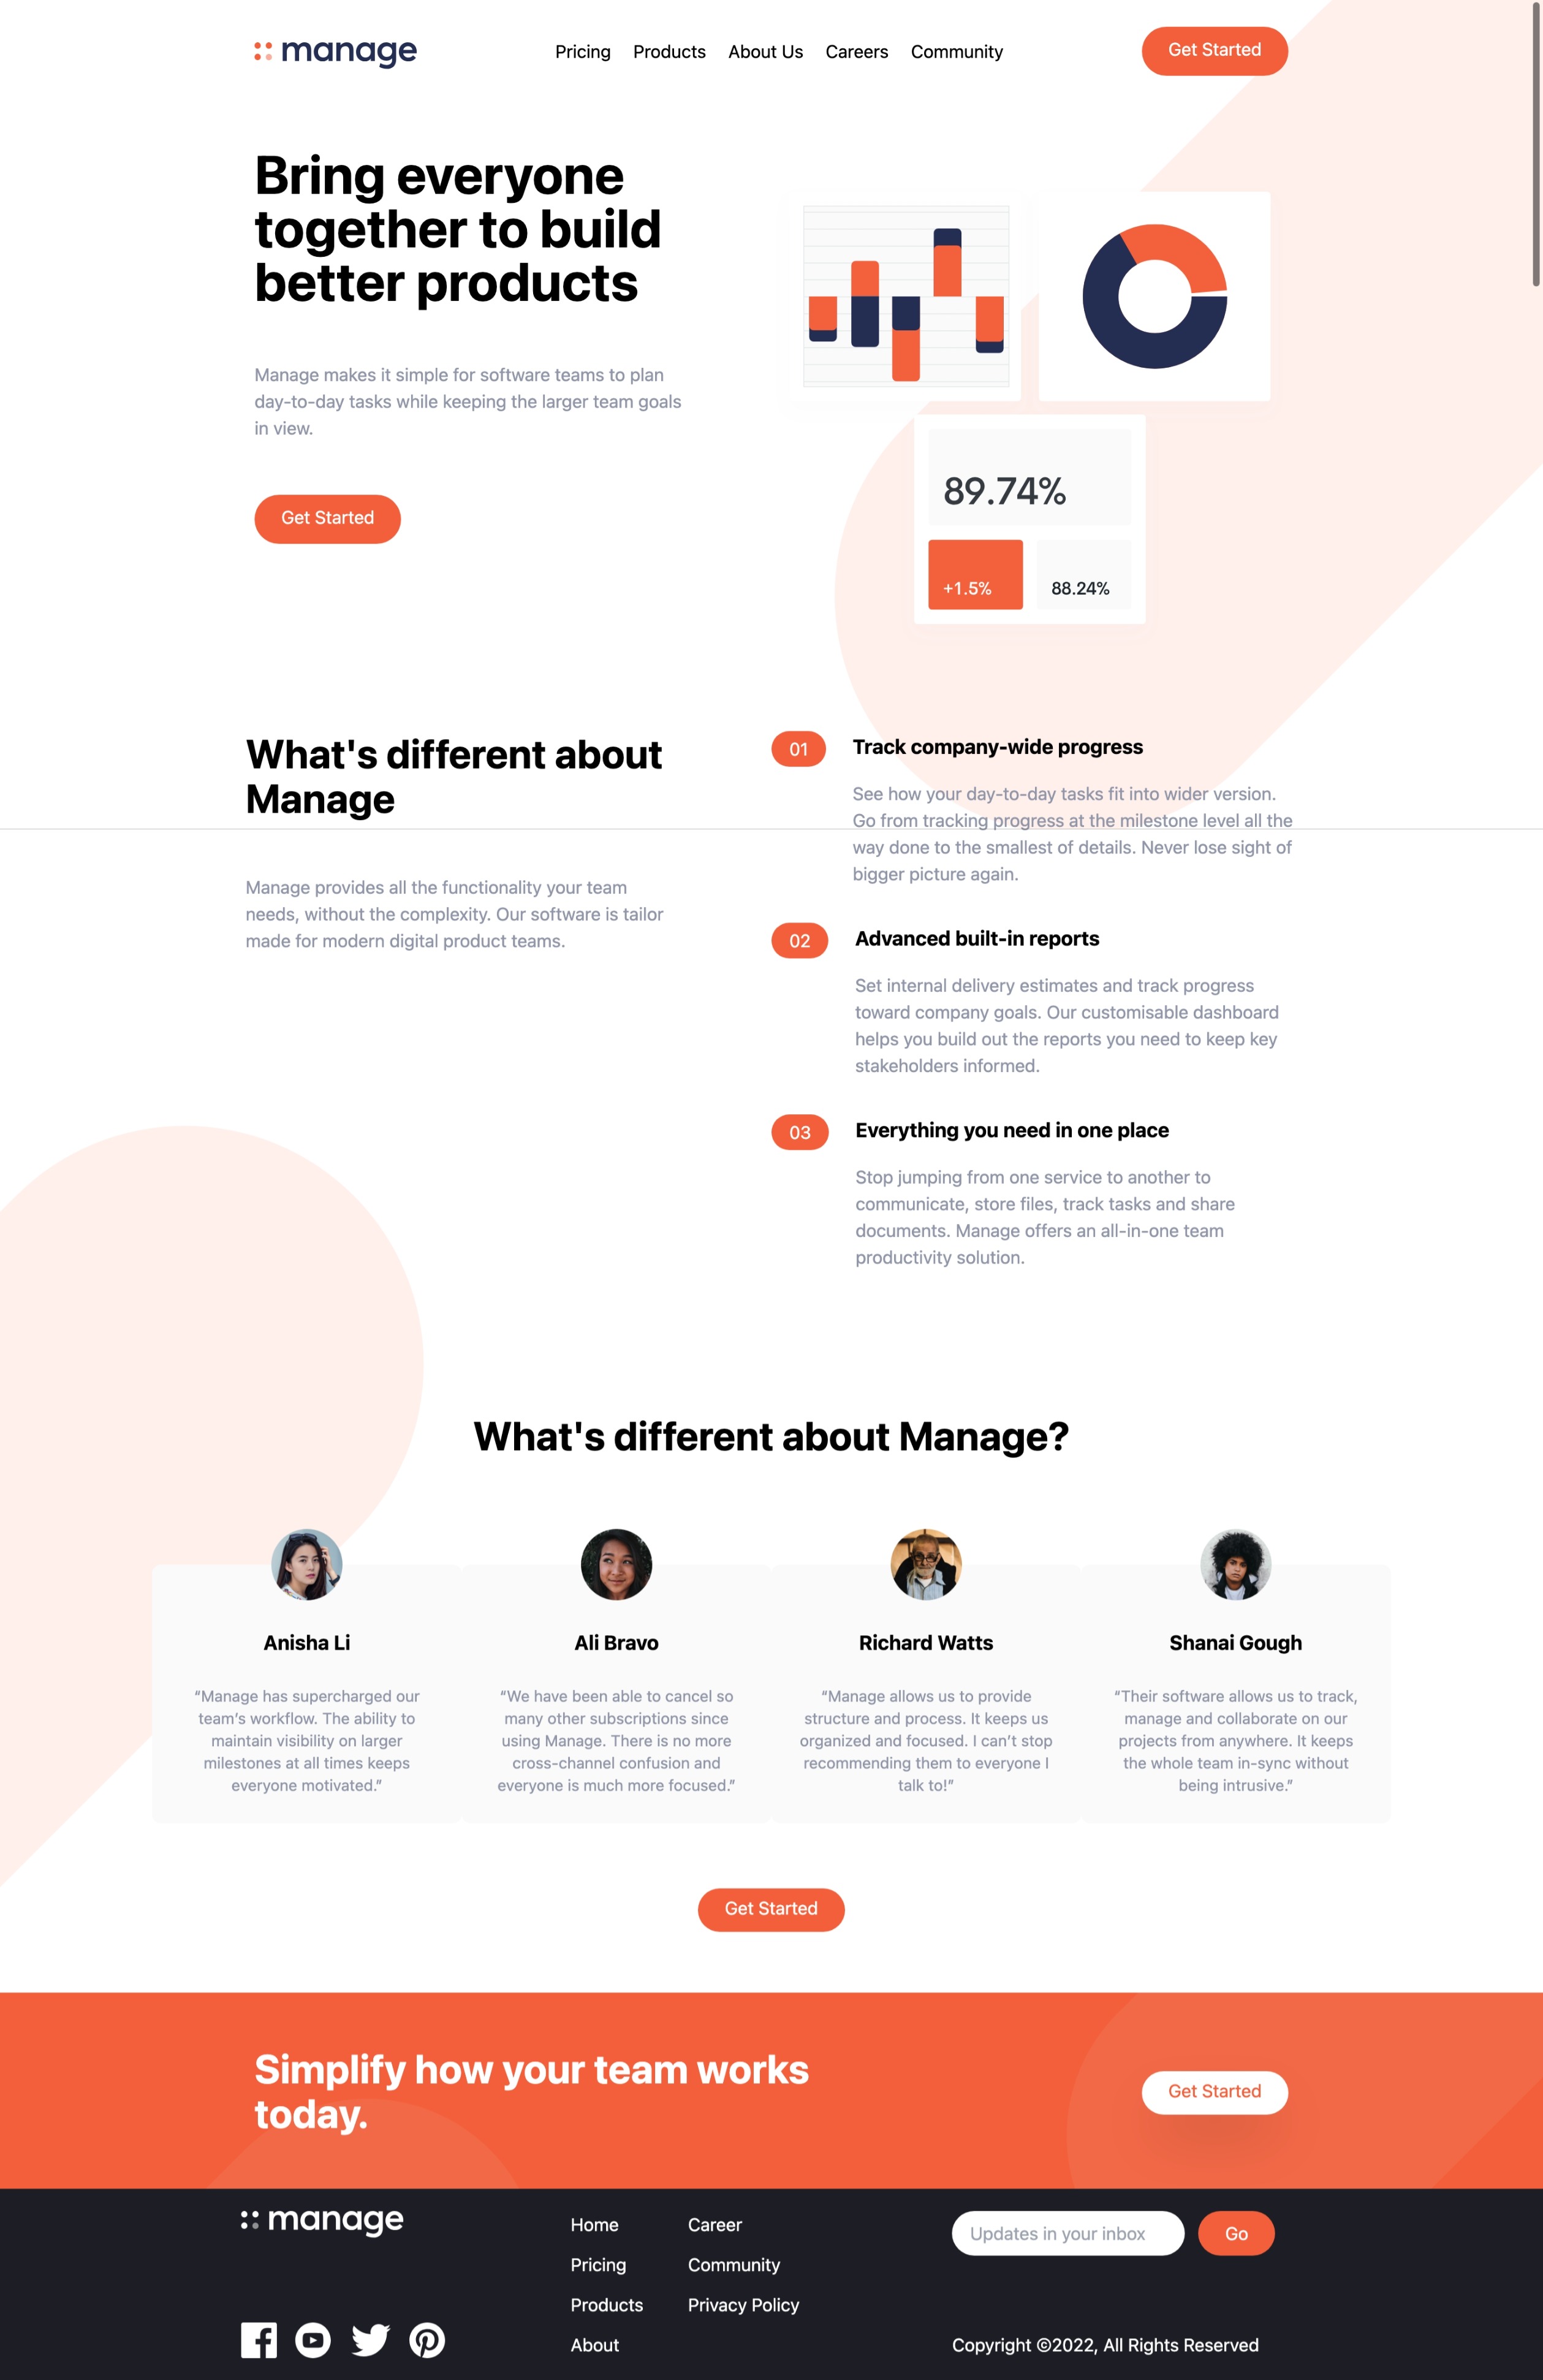 manage
Pricing Products About Us Careers Community
Get Started
Bring everyone
together to build
better products
Manage makes it simple for software teams to plan
day-to-day tasks while keeping the larger team goals
in view.
Get Started
89.74%
+1.5%
88.24%
What's different about
Manage
Manage provides all the functionality your team
needs, without the complexity. Our software is tailor
made for modern digital product teams.
01
Track company-wide progress
See how your day-to-day tasks fit into wider version.
Go from tracking progress at the milestone level all the
way done to the smallest of details. Never lose sight of
bigger picture again.
02
Advanced built-in reports
Set internal delivery estimates and track progress
toward company goals. Our customisable dashboard
helps you build out the reports you need to keep key
stakeholders informed.
03
Everything you need in one place
Stop jumping from one service to another to
communicate, store files, track tasks and share
documents. Manage offers an all-in-one team
productivity solution.
What's different about Manage?
Anisha Li
“Manage has supercharged our
team’s workflow. The ability to
maintain visibility on larger
milestones at all times keeps
everyone motivated.”
Ali Bravo
“We have been able to cancel so
many other subscriptions since
using Manage. There is no more
cross-channel confusion and
everyone is much more focused.”
Richard Watts
“Manage allows us to provide
structure and process. It keeps us
organized and focused. I can’t stop
recommending them to everyone I
talk to!”
Shanai Gough
“Their software allows us to track,
manage and collaborate on our
projects from anywhere. It keeps
the whole team in-sync without
being intrusive.”
Get Started
Simplify how your team works
today.
Get Started
manage
Home
Pricing
Products
About
Career
Community
Privacy Policy
Updates in your inbox
Go
Copyright ©2022, All Rights Reserved